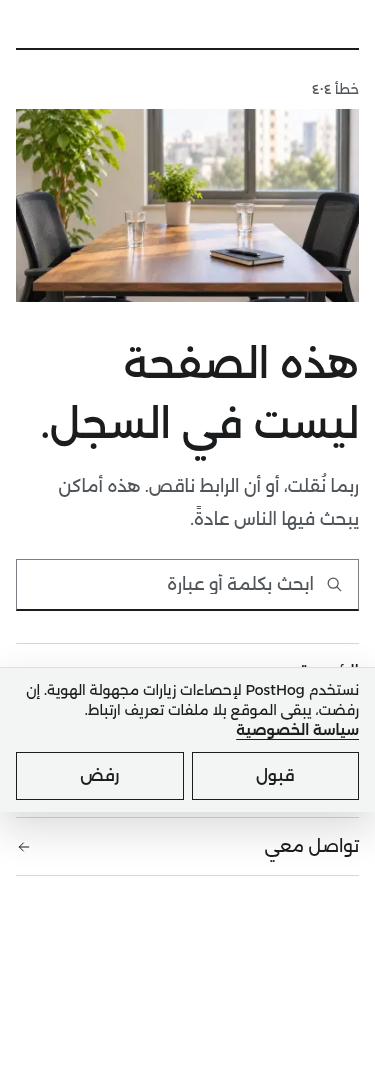 خطأ ٤٠٤
هذه الصفحة
ليست في السجل.
ربما نُقلت، أو أن الرابط ناقص. هذه أماكن
يبحث فيها الناس عادةً.
ابحث بكلمة أو عبارة
نستخدم PostHog لإحصاءات زيارات مجهولة الهوية. إن
رفضت، يبقى الموقع بلا ملفات تعريف ارتباط.
سياسة الخصوصية
قبول
رفض
تواصل معي